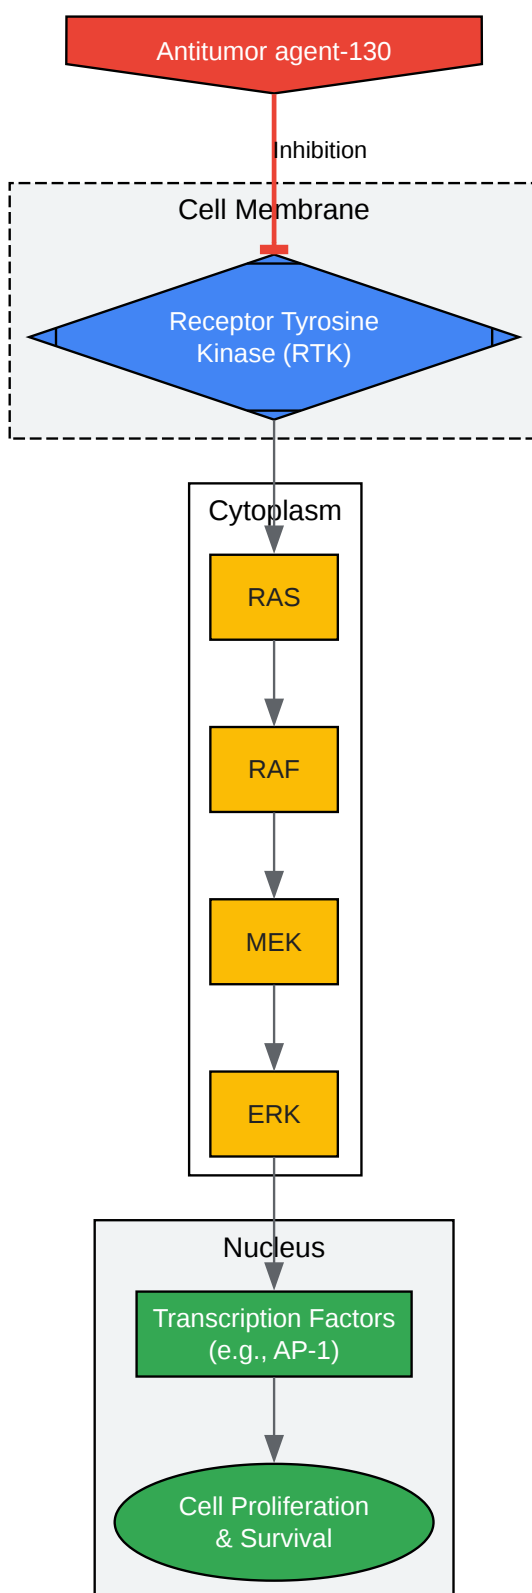 Antitumor agent-130
Inhibition
Cell Membrane
Receptor Tyrosine
Kinase (RTK)
Cytoplasm
RAS
RAF
MEK
ERK
Nucleus
Transcription Factors
(e.g., AP-1)
Cell Proliferation
& Survival